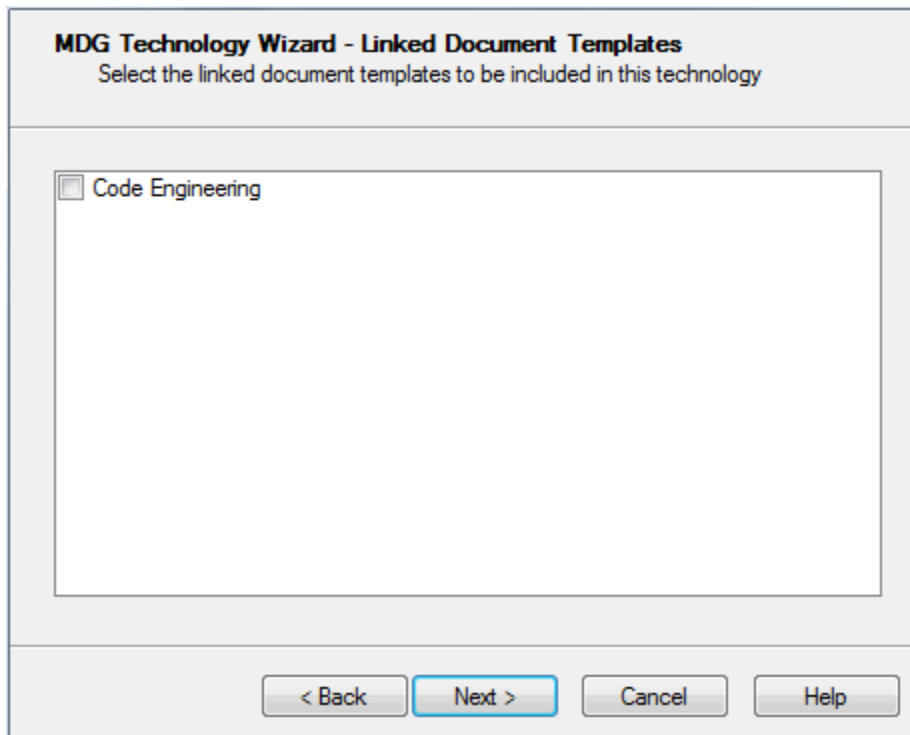 MDG Technology Wizard - Linked Document Templates
Select the linked document templates to be included in this technology
Code Engineering
< Back Next > Cancel Help